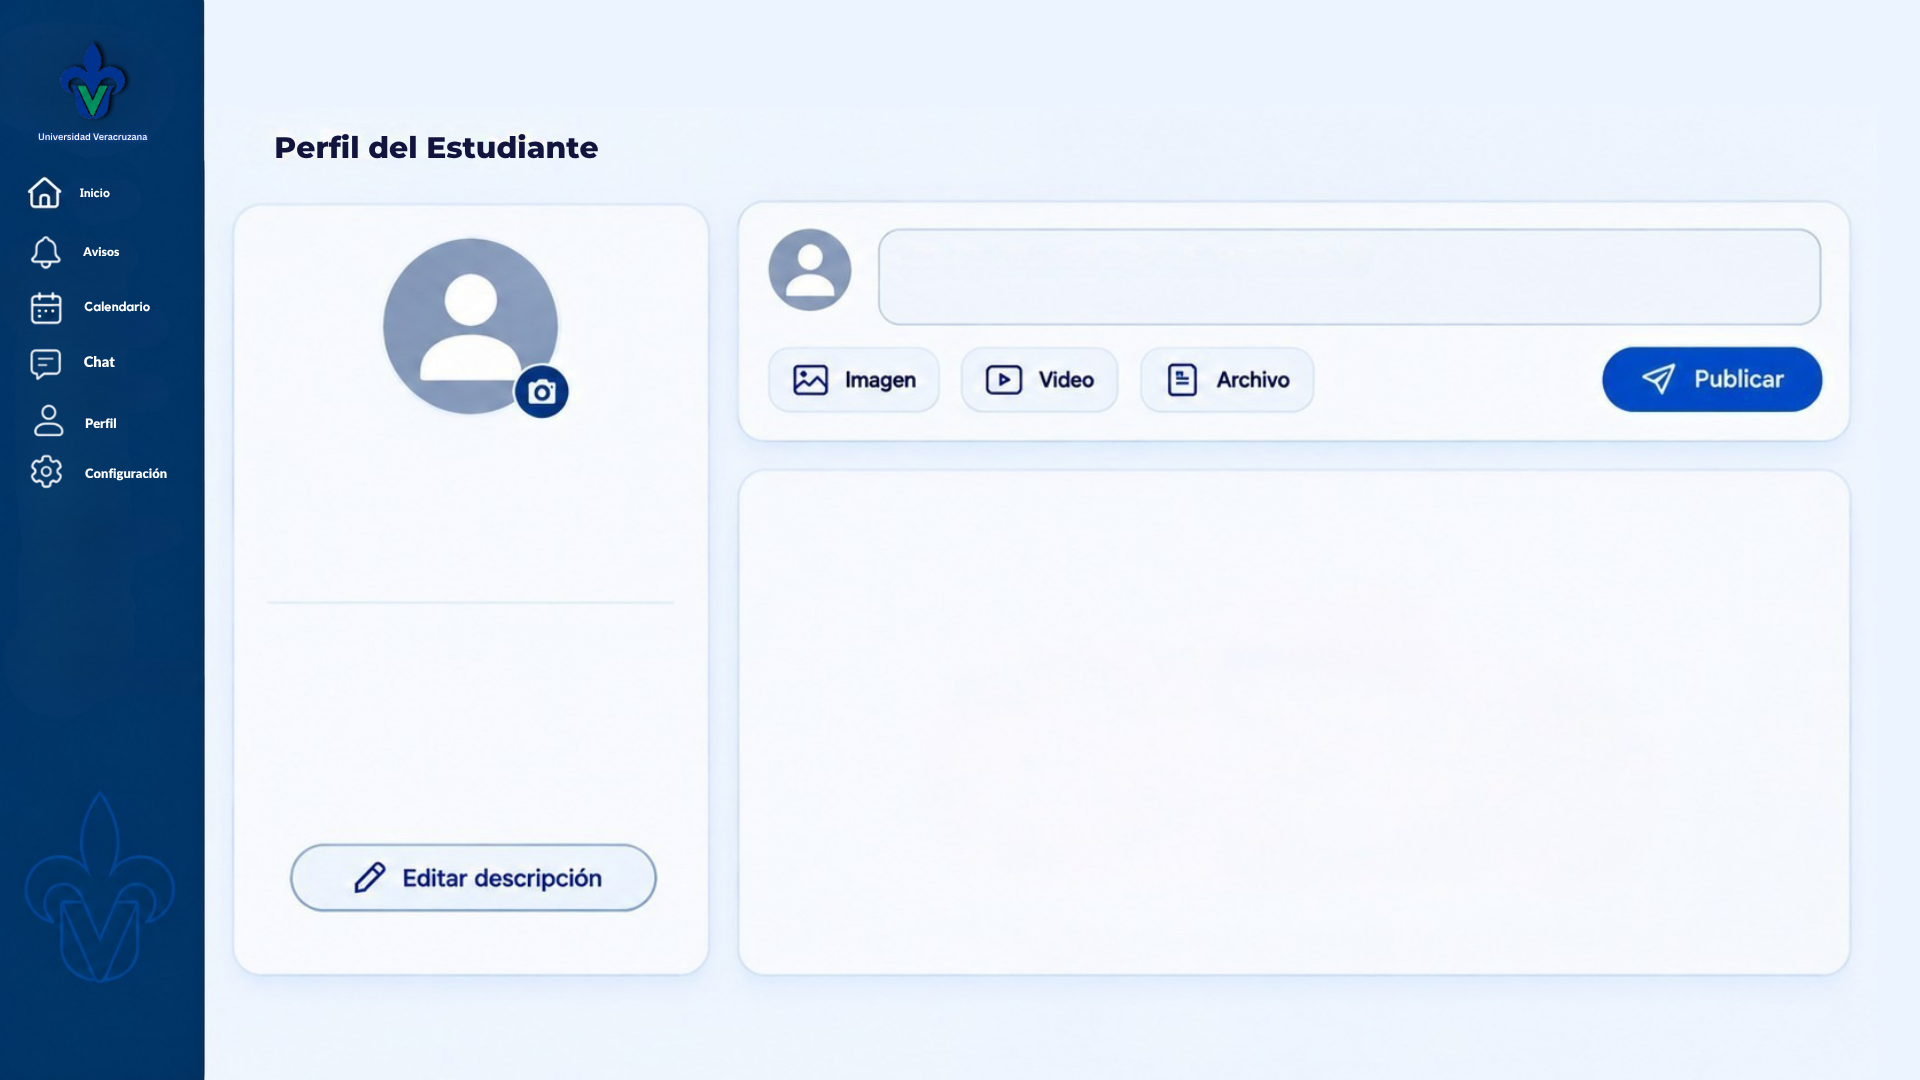 Universidad Veracruzana
Inicio
Avisos
Calendario
Chat
Perfil
Configuración
Perfil del Estudiante
Editar descripción
Imagen
Video
Archivo
Publicar